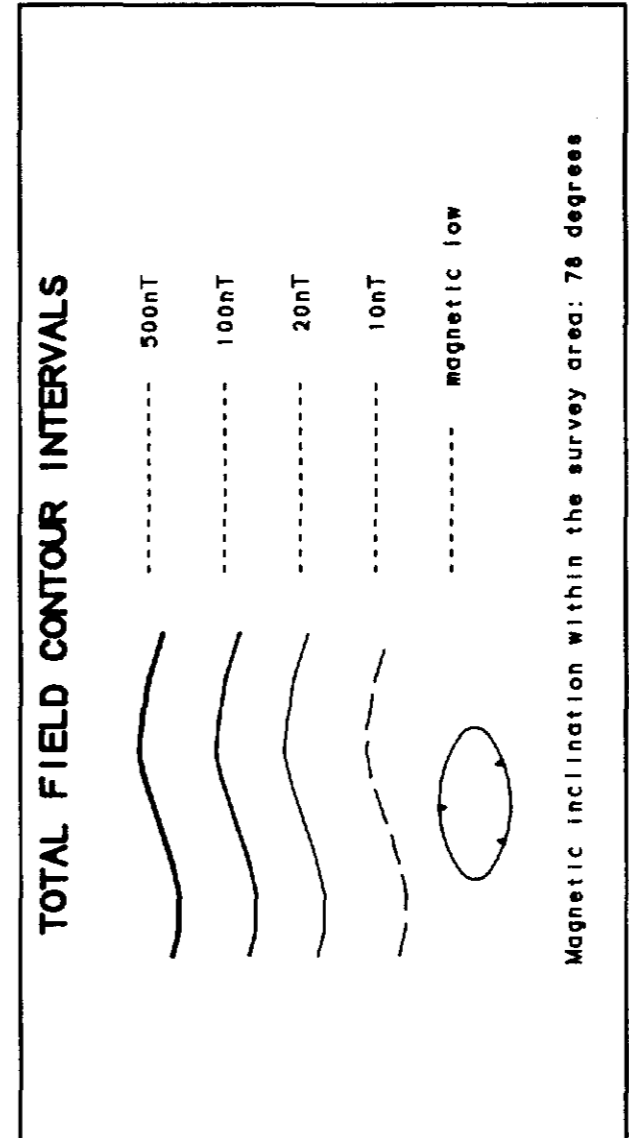 TOTAL FIELD CONTOUR INTERVALS
500nT
100nT
20nT
10nT
magnetic low
Magnetic inclination within the survey area: 78 degrees